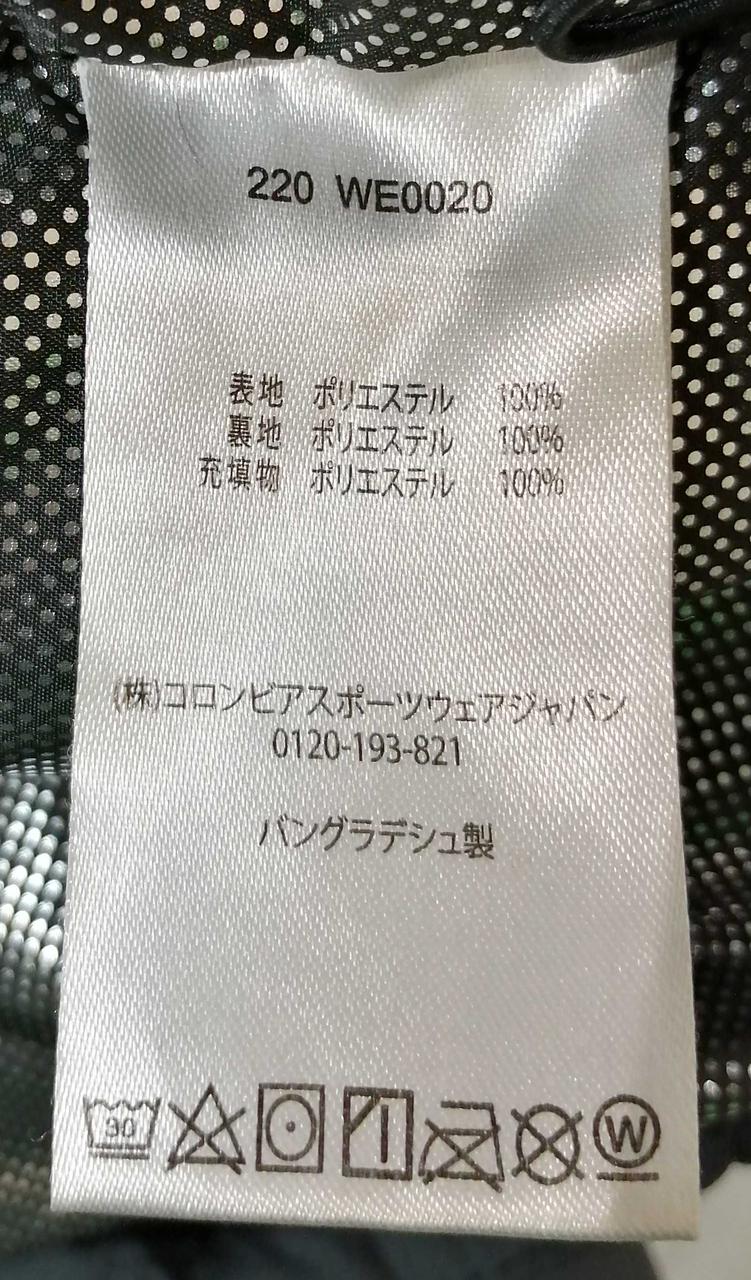 220 WE0020
表地 ポリエステル 100%
裏地 ポリエステル 100%
充填物 ポリエステル 100%
(株)コロンビアスポーツウェアジャパン
0120-193-821
バングラデシュ製
30 W